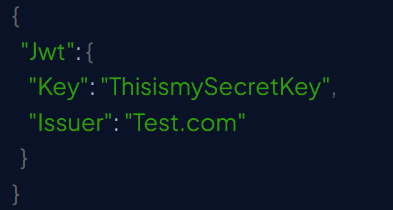 {
"Jwt":{
"Key": "ThisismySecretKey",
"Issuer": "Test.com"
}
}